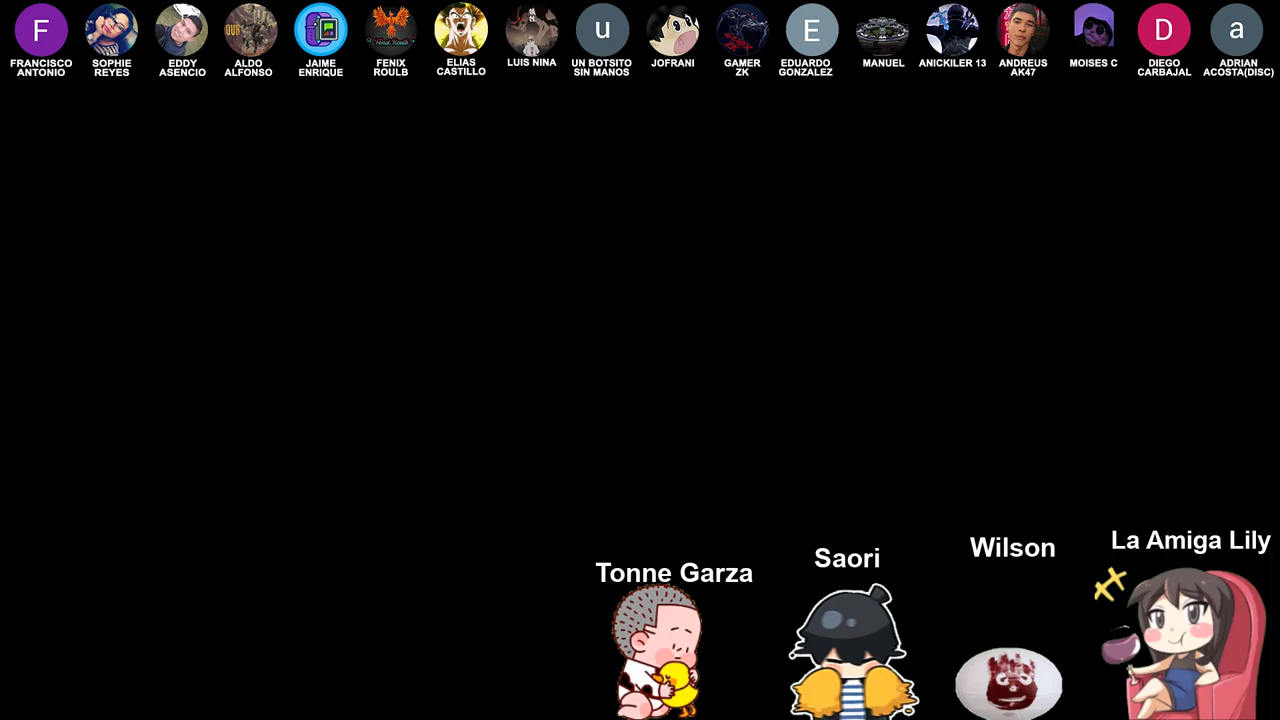 F
u
E
D
a
FRANCISCO
ANTONIO
SOPHIE
REYES
EDDY
ASENCIO
ALDO
ALFONSO
JAIME
ENRIQUE
FENIX
ROULB
ELIAS
CASTILLO
LUIS NINA
UN BOTSITO
SIN MANOS
JOFRANI
GAMER
ZK
EDUARDO
GONZALEZ
MANUEL
ANICKILER 13
ANDREUS
AK47
MOISES C
DIEGO
CARBAJAL
ADRIAN
ACOSTA(DISC)
Tonne Garza
Saori
Wilson
La Amiga Lily